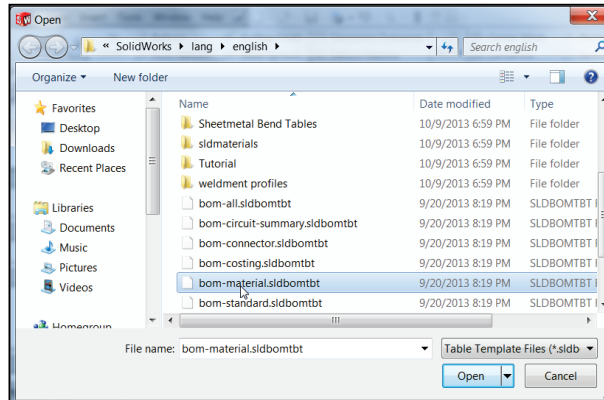 Open
« SolidWorks ▸ lang ▸ english ▸ Search english
Organize ▾ New folder
Name Date modified Type
Favorites
Desktop
Downloads
Recent Places
Libraries
Documents
Music
Pictures
Videos
Homegroup
Sheetmetal Bend Tables 10/9/2013 6:59 PM File folder
sldmaterials 10/9/2013 6:59 PM File folder
Tutorial 10/9/2013 6:59 PM File folder
weldment profiles 10/9/2013 6:59 PM File folder
bom-all.sldbomtbt 9/20/2013 8:19 PM SLDBOMTBT F
bom-circuit-summary.sldbomtbt 9/20/2013 8:19 PM SLDBOMTBT F
bom-connector.sldbomtbt 9/20/2013 8:19 PM SLDBOMTBT F
bom-costing.sldbomtbt 9/20/2013 8:19 PM SLDBOMTBT F
bom-material.sldbomtbt 9/20/2013 8:19 PM SLDBOMTBT F
bom-standard.sldbomtbt 9/20/2013 8:19 PM SLDBOMTBT F
File name: bom-material.sldbomtbt Table Template Files (*.sldb
Open Cancel